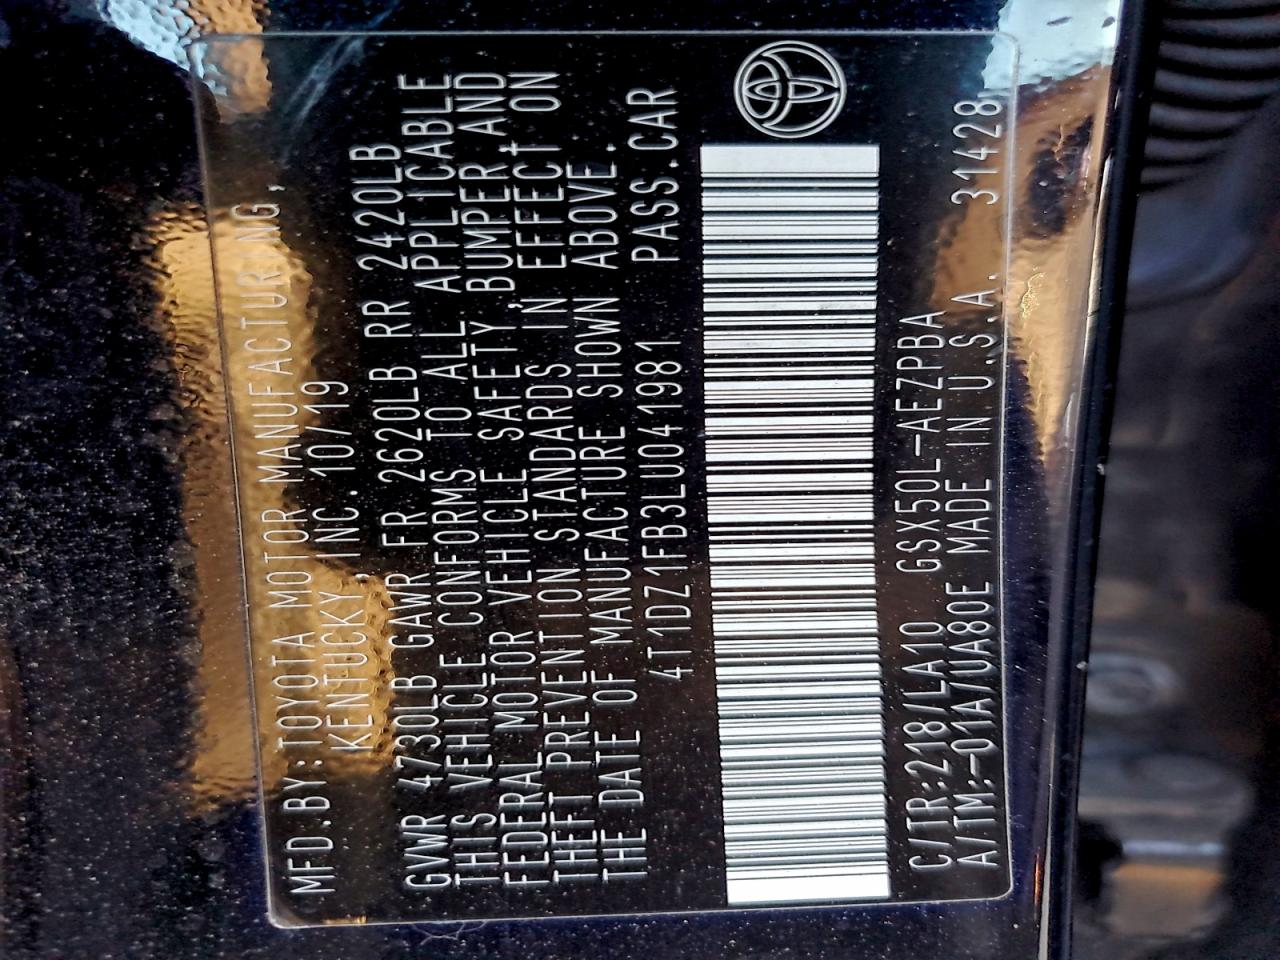 MFD.BY:TOYOTA MOTOR MANUFACTURING,
KENTUCKY, INC. 10/19
GVWR 4730LB GAWR FR 2620LB RR 2420LB
THIS VEHICLE CONFORMS TO ALL APPLICABLE
FEDERAL MOTOR VEHICLE SAFETY,BUMPER AND
THEFT PREVENTION STANDARDS IN EFFECT ON
THE DATE OF MANUFACTURE SHOWN ABOVE.
4T1DZ1FB3LU041981 PASS.CAR
C/TR:218/LA10 GSX50L-AEZPBA
A/TM:-01A/UA80E MADE IN U.S.A. 31428